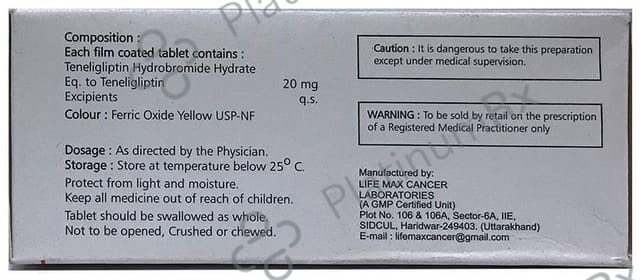 Composition :
Each film coated tablet contains :
Teneligliptin Hydrobromide Hydrate
Eq. to Teneligliptin 20 mg
Excipients q.s.
Colour : Ferric Oxide Yellow USP-NF
Dosage : As directed by the Physician.
Storage : Store at temperature below 25° C.
Protect from light and moisture.
Keep all medicine out of reach of children.
Tablet should be swallowed as whole.
Not to be opened, Crushed or chewed.
Caution : It is dangerous to take this preparation
except under medical supervision.
WARNING : To be sold by retail on the prescription
of a Registered Medical Practitioner only
Manufactured by:
LIFE MAX CANCER
LABORATORIES
(A GMP Certified Unit)
Plot No. 106 & 106A, Sector-6A, IIE,
SIDCUL, Haridwar-249403. (Uttarakhand)
E-mail : lifemaxcancer@gmail.com
PlatinumRx